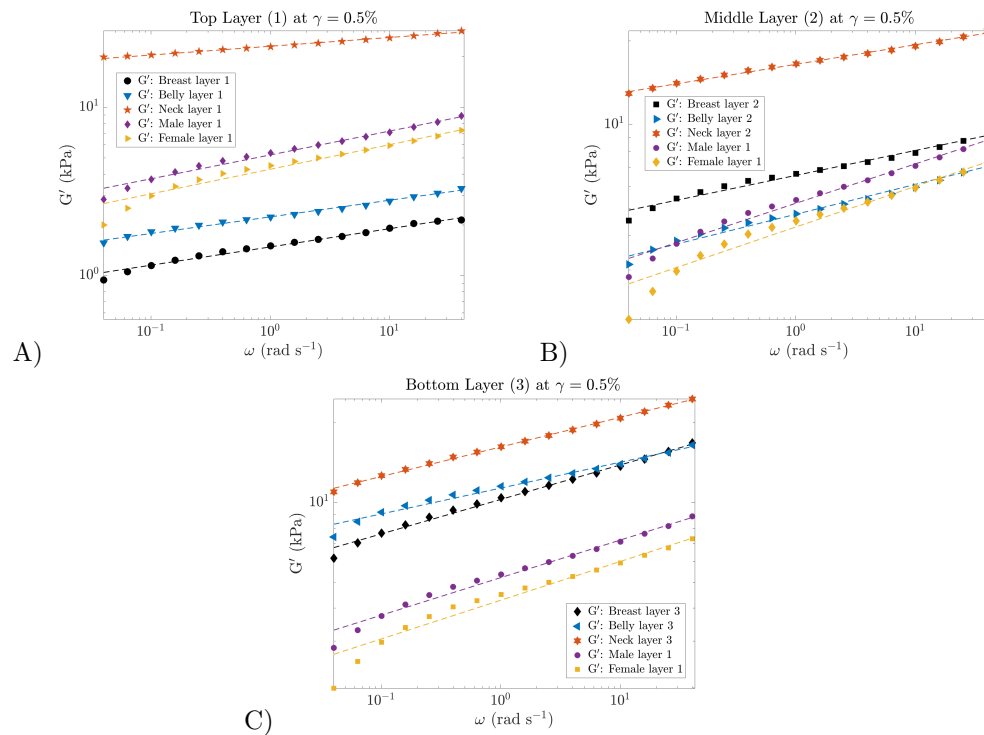 Top Layer (1) at γ = 0.5%
G′ (kPa)
10¹
10⁰
G′: Breast layer 1
G′: Belly layer 1
G′: Neck layer 1
G′: Male layer 1
G′: Female layer 1
10⁻¹ 10⁰ 10¹
ω (rad s⁻¹)
A)
Middle Layer (2) at γ = 0.5%
G′ (kPa)
10¹
G′: Breast layer 2
G′: Belly layer 2
G′: Neck layer 2
G′: Male layer 1
G′: Female layer 1
10⁻¹ 10⁰ 10¹
ω (rad s⁻¹)
B)
Bottom Layer (3) at γ = 0.5%
G′ (kPa)
10¹
G′: Breast layer 3
G′: Belly layer 3
G′: Neck layer 3
G′: Male layer 1
G′: Female layer 1
10⁻¹ 10⁰ 10¹
ω (rad s⁻¹)
C)